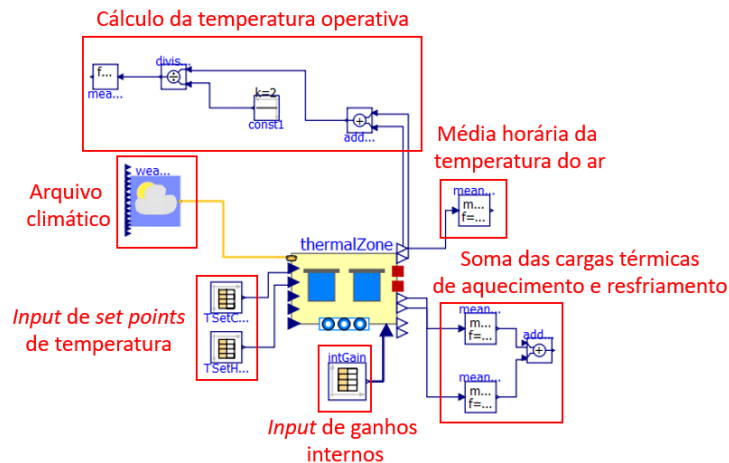 Cálculo da temperatura operativa
f...
mea...
divis...
k=2
const1
add...
Arquivo
climático
wea...
Média horária da
temperatura do ar
mean...
m...
f=...
thermalZone
Soma das cargas térmicas
de aquecimento e resfriamento
Input de set points
de temperatura
TSetC...
TSetH...
intGain
Input de ganhos
internos
mean...
m...
f=...
add...
mean...
m...
f=...